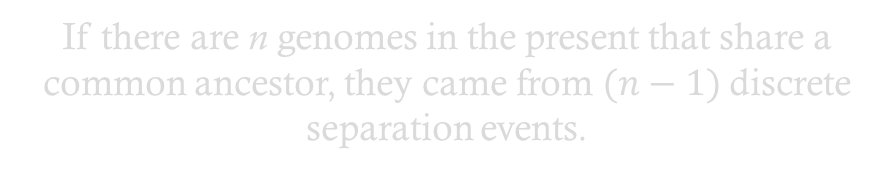 If there are n genomes in the present that share a
common ancestor, they came from (n − 1) discrete
separation events.